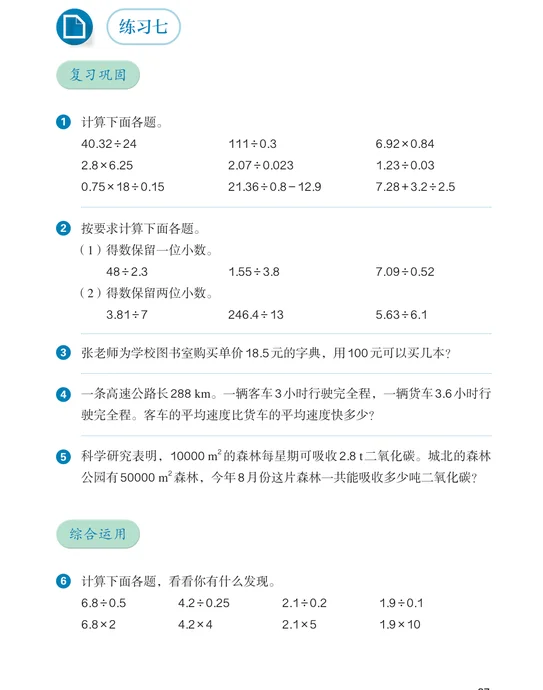 练习七
复习巩固
1 计算下面各题。
40.32÷24 111÷0.3 6.92×0.84
2.8×6.25 2.07÷0.023 1.23÷0.03
0.75×18÷0.15 21.36÷0.8－12.9 7.28+3.2÷2.5
2 按要求计算下面各题。
（1）得数保留一位小数。
48÷2.3 1.55÷3.8 7.09÷0.52
（2）得数保留两位小数。
3.81÷7 246.4÷13 5.63÷6.1
3 张老师为学校图书室购买单价18.5元的字典，用100元可以买几本？
4 一条高速公路长288 km。一辆客车3小时行驶完全程，一辆货车3.6小时行
驶完全程。客车的平均速度比货车的平均速度快多少？
5 科学研究表明，10000 m²的森林每星期可吸收2.8 t二氧化碳。城北的森林
公园有50000 m²森林，今年8月份这片森林一共能吸收多少吨二氧化碳？
综合运用
6 计算下面各题，看看你有什么发现。
6.8÷0.5 4.2÷0.25 2.1÷0.2 1.9÷0.1
6.8×2 4.2×4 2.1×5 1.9×10